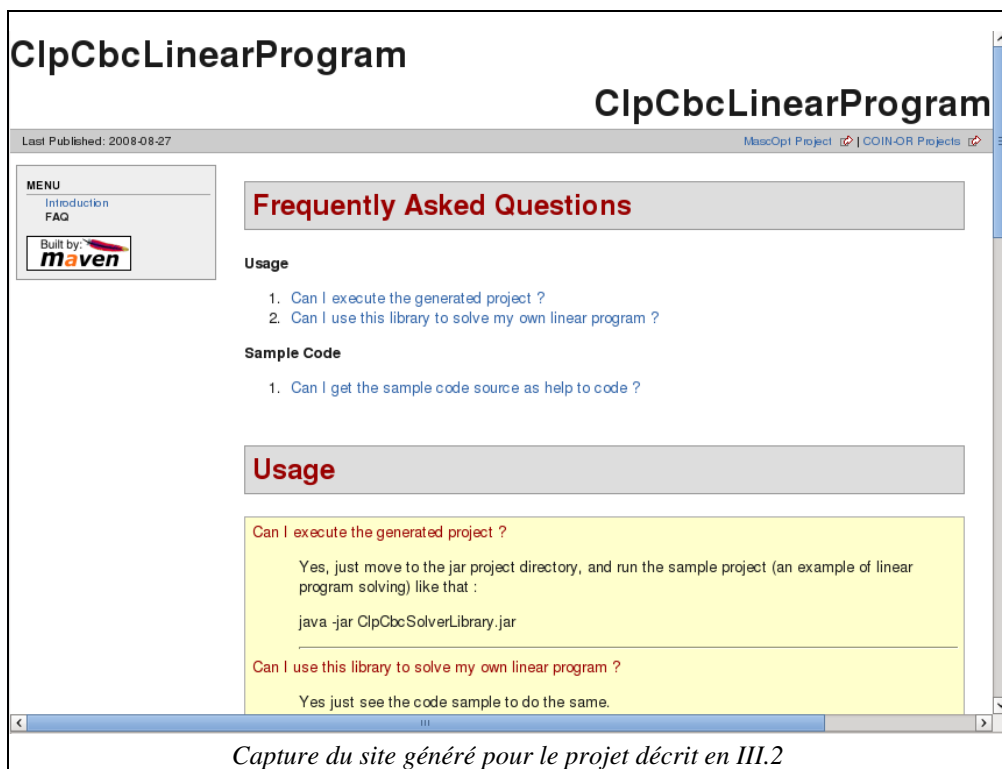 ClpCbcLinearProgram
ClpCbcLinearProgram
Last Published: 2008-08-27
MascOpt Project | COIN-OR Projects
MENU
Introduction
FAQ
Built by:
maven
Frequently Asked Questions
Usage
1. Can I execute the generated project ?
2. Can I use this library to solve my own linear program ?
Sample Code
1. Can I get the sample code source as help to code ?
Usage
Can I execute the generated project ?
Yes, just move to the jar project directory, and run the sample project (an example of linear
program solving) like that :
java -jar ClpCbcSolverLibrary.jar
Can I use this library to solve my own linear program ?
Yes just see the code sample to do the same.
Capture du site généré pour le projet décrit en III.2